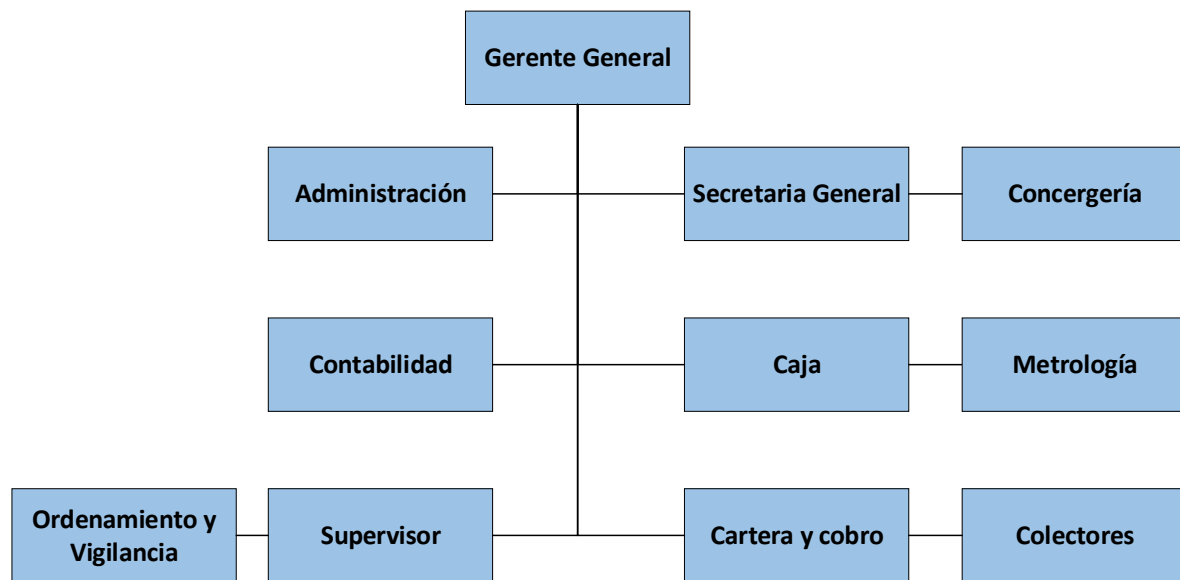 Gerente General
Administración
Secretaria General
Concergería
Contabilidad
Caja
Metrología
Ordenamiento y
Vigilancia
Supervisor
Cartera y cobro
Colectores